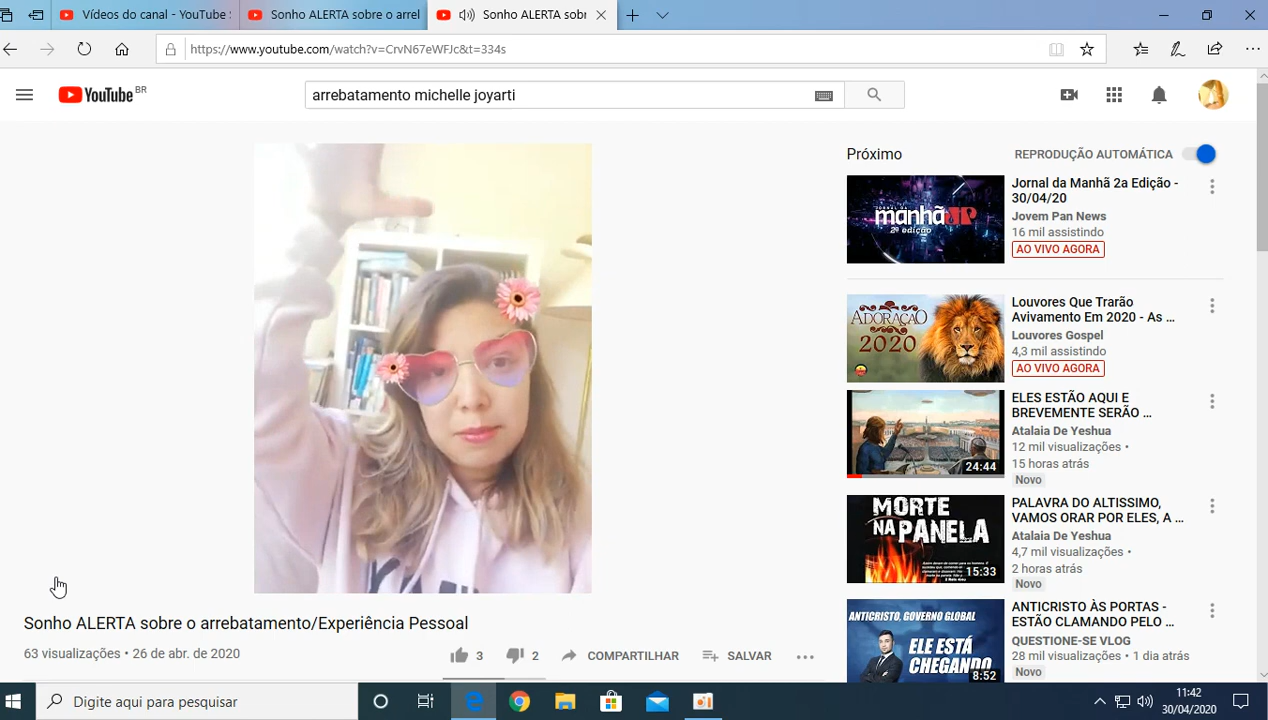 Vídeos do canal - YouTube
Sonho ALERTA sobre o arrel
Sonho ALERTA sobr
https://www.youtube.com/watch?v=CrvN67eWFJc&t=334s
YouTube BR
arrebatamento michelle joyarti
Próximo
REPRODUÇÃO AUTOMÁTICA
JORNAL DA
manhã JP
2ª EDIÇÃO
Jornal da Manhã 2a Edição -
30/04/20
Jovem Pan News
16 mil assistindo
AO VIVO AGORA
ADORAÇÃO
2020
Louvores Que Trarão
Avivamento Em 2020 - As ...
Louvores Gospel
4,3 mil assistindo
AO VIVO AGORA
24:44
ELES ESTÃO AQUI E
BREVEMENTE SERÃO ...
Atalaia De Yeshua
12 mil visualizações •
15 horas atrás
Novo
MORTE
NA PANELA
15:33
PALAVRA DO ALTISSIMO,
VAMOS ORAR POR ELES, A ...
Atalaia De Yeshua
4,7 mil visualizações •
2 horas atrás
Novo
ANTICRISTO, GOVERNO GLOBAL
ELE ESTÁ
CHEGANDO
8:52
ANTICRISTO ÀS PORTAS -
ESTÃO CLAMANDO PELO ...
QUESTIONE-SE VLOG
28 mil visualizações • 1 dia atrás
Novo
Sonho ALERTA sobre o arrebatamento/Experiência Pessoal
63 visualizações • 26 de abr. de 2020
3
2
COMPARTILHAR
SALVAR
Digite aqui para pesquisar
11:42
30/04/2020